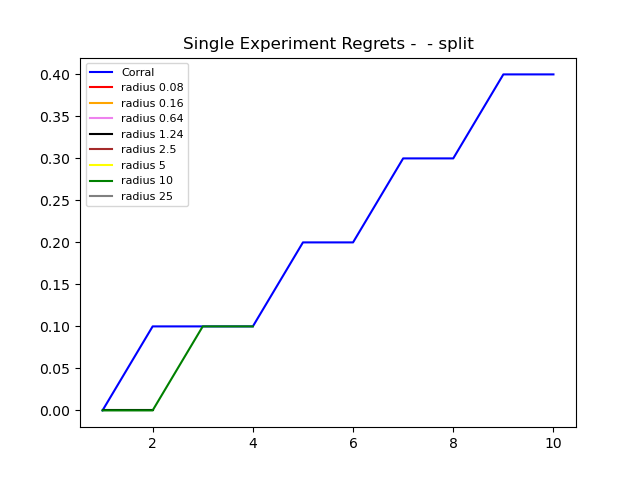 Single Experiment Regrets -  - split
0.40
0.35
0.30
0.25
0.20
0.15
0.10
0.05
0.00
Corral
radius 0.08
radius 0.16
radius 0.64
radius 1.24
radius 2.5
radius 5
radius 10
radius 25
2
4
6
8
10